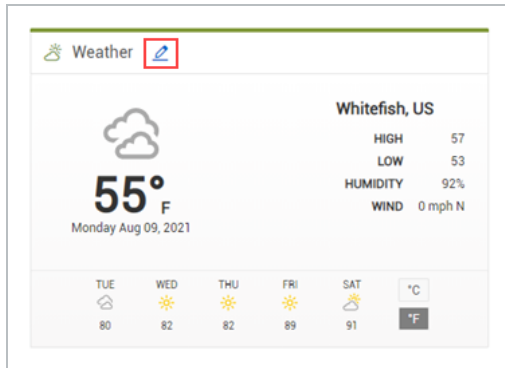 Weather
Whitefish, US
HIGH 57
LOW 53
HUMIDITY 92%
WIND 0 mph N
55°F
Monday Aug 09, 2021
TUE WED THU FRI SAT
80 82 82 89 91
°C
°F